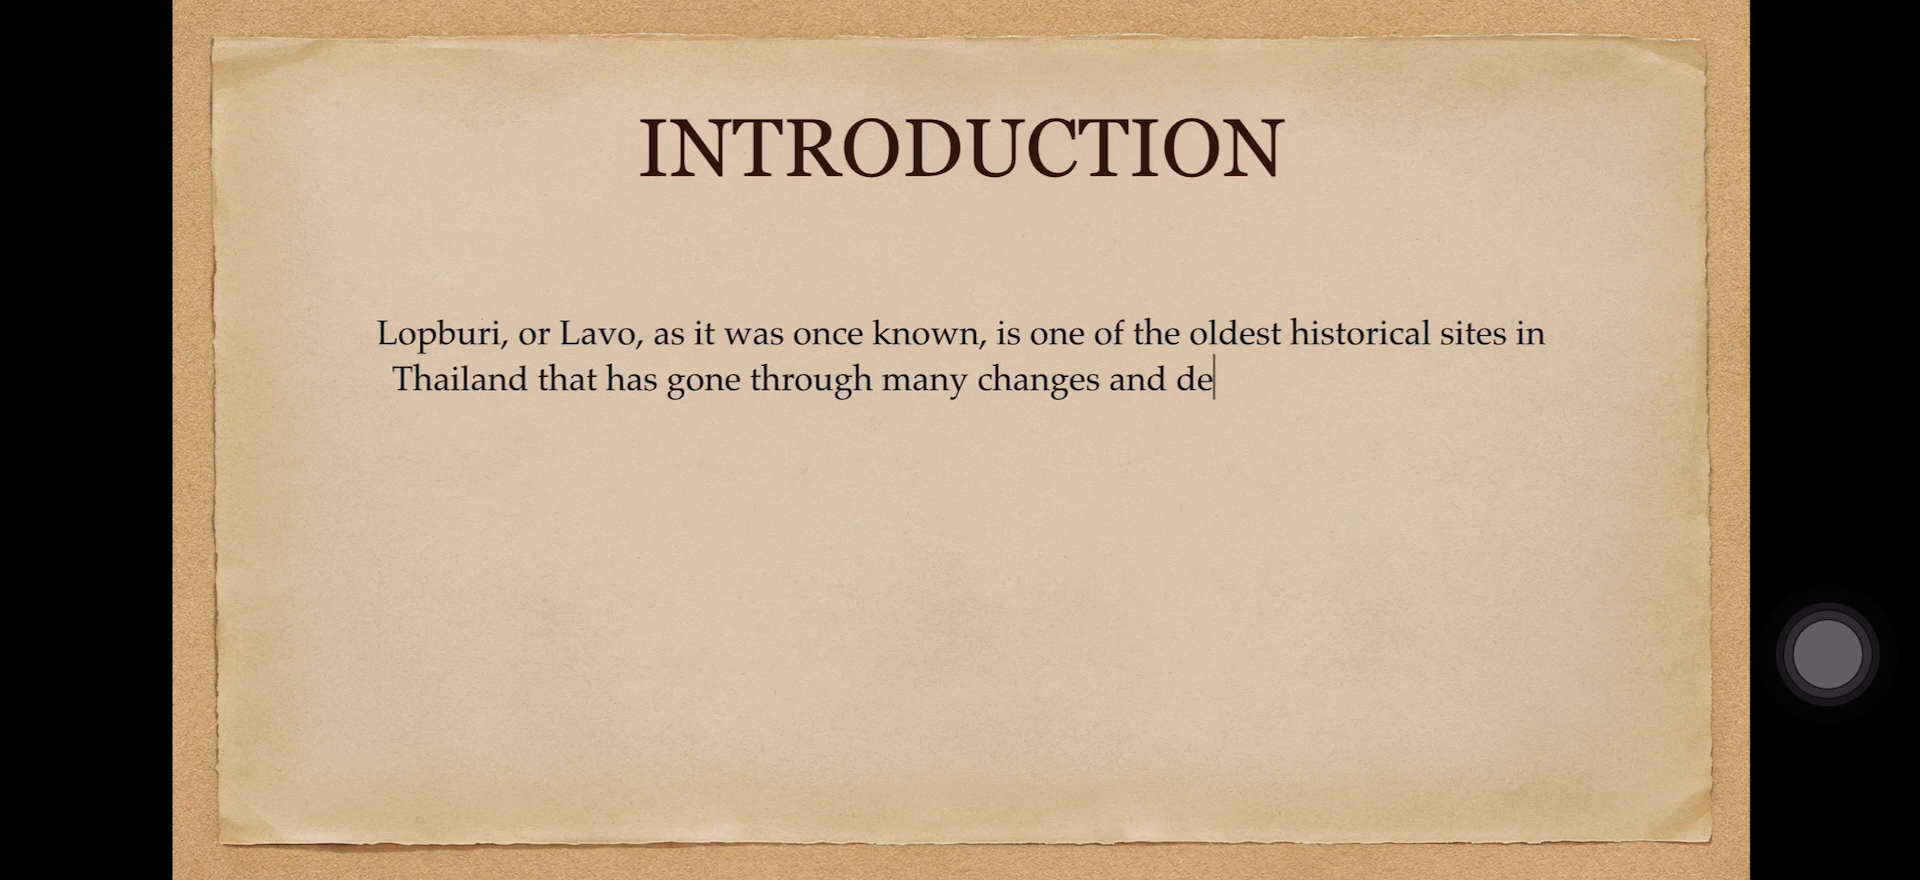 INTRODUCTION
Lopburi, or Lavo, as it was once known, is one of the oldest historical sites in
Thailand that has gone through many changes and de